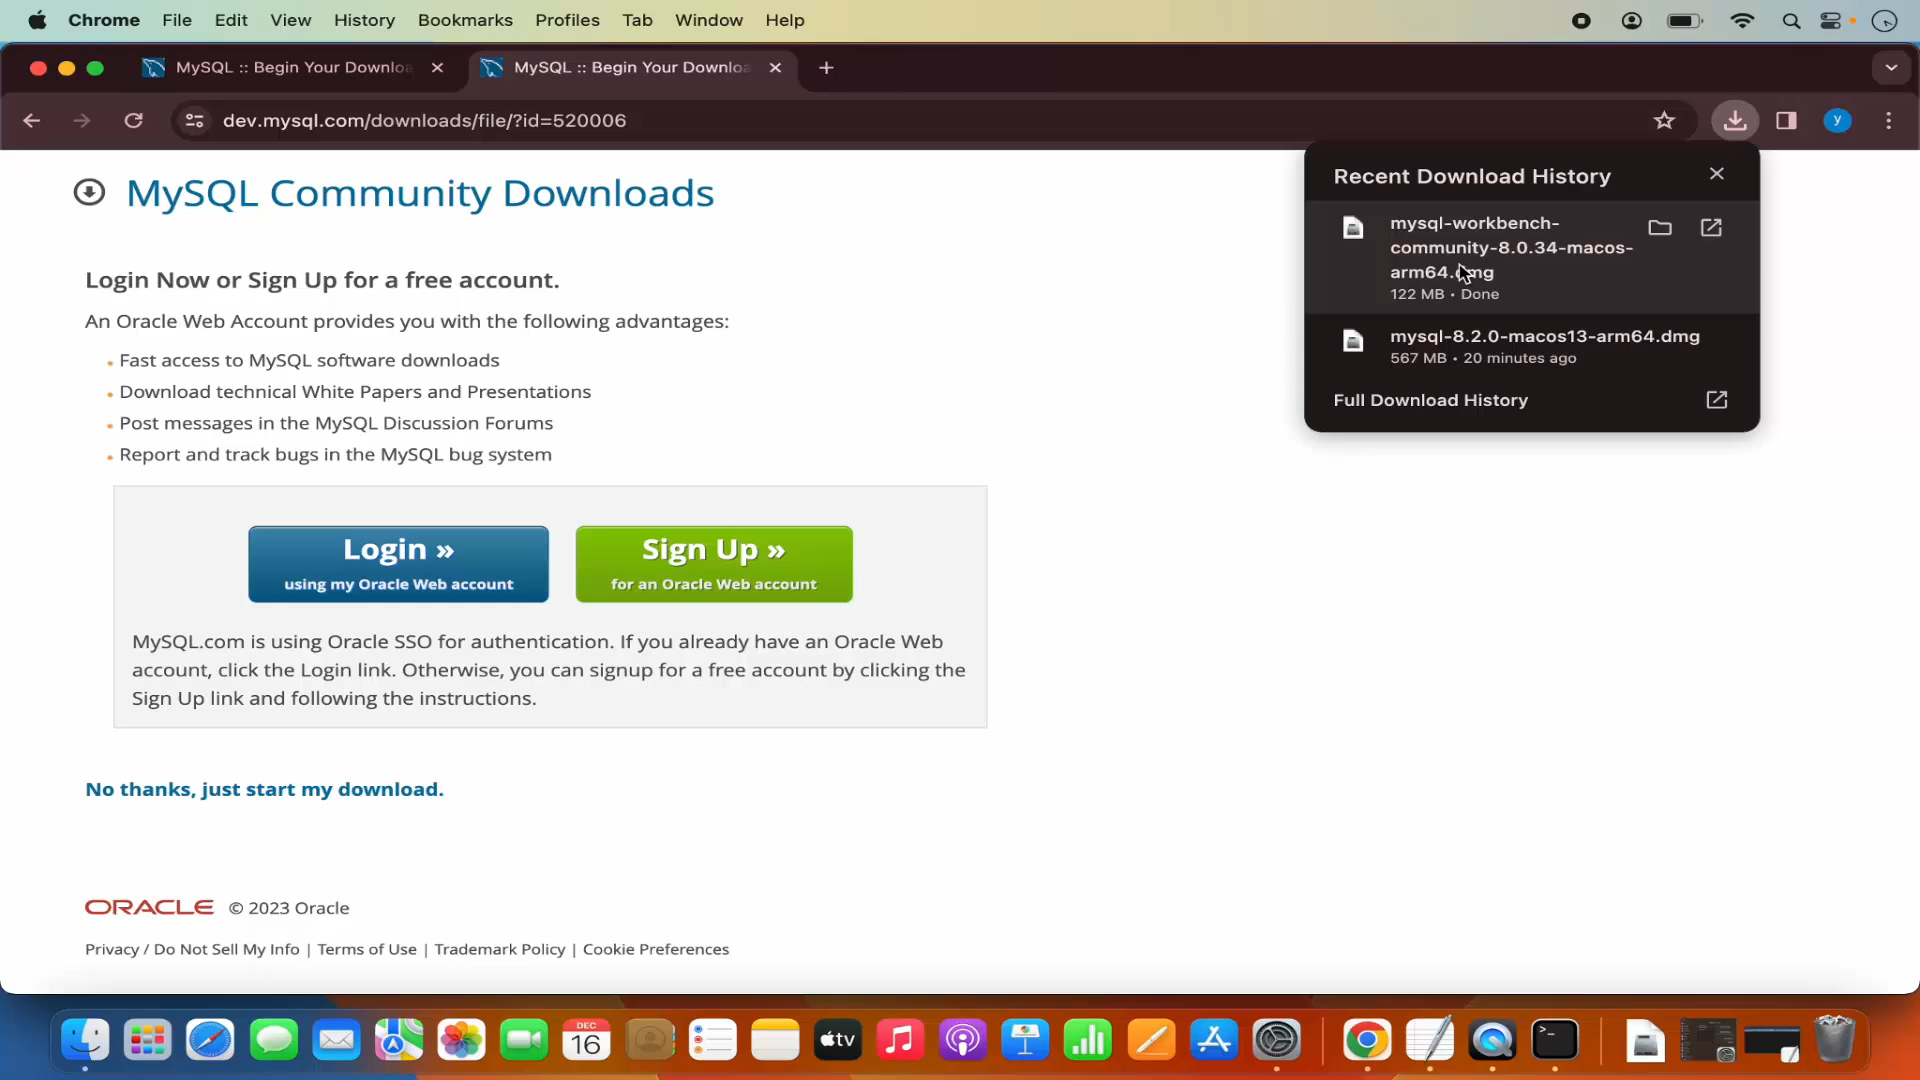 Chrome File Edit View History Bookmarks Profiles Tab Window Help
MySQL :: Begin Your Downloa
MySQL :: Begin Your Downloa
dev.mysql.com/downloads/file/?id=520006
y
MySQL Community Downloads
Login Now or Sign Up for a free account.
An Oracle Web Account provides you with the following advantages:
Fast access to MySQL software downloads
Download technical White Papers and Presentations
Post messages in the MySQL Discussion Forums
Report and track bugs in the MySQL bug system
Login »
using my Oracle Web account
Sign Up »
for an Oracle Web account
MySQL.com is using Oracle SSO for authentication. If you already have an Oracle Web
account, click the Login link. Otherwise, you can signup for a free account by clicking the
Sign Up link and following the instructions.
No thanks, just start my download.
ORACLE © 2023 Oracle
Privacy / Do Not Sell My Info | Terms of Use | Trademark Policy | Cookie Preferences
Recent Download History
mysql-workbench-
community-8.0.34-macos-
arm64.dmg
122 MB • Done
mysql-8.2.0-macos13-arm64.dmg
567 MB • 20 minutes ago
Full Download History
DEC
16
tv